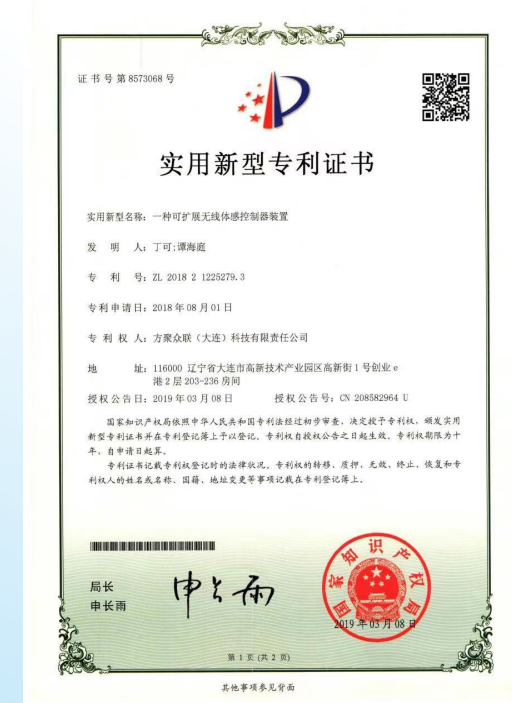 证书号第8573068号
实用新型专利证书
实用新型名称：一种可扩展无线体感控制器装置
发 明 人：丁可;谭海庭
专 利 号：ZL 2018 2 1225279.3
专利申请日：2018年08月01日
专 利 权 人：方聚众联（大连）科技有限责任公司
地 址：116000 辽宁省大连市高新技术产业园区高新街1号创业e
港2层203-236房间
授权公告日：2019年03月08日 授权公告号：CN 208582964 U
国家知识产权局依照中华人民共和国专利法经过初步审查，决定授予专利权，颁发实用
新型专利证书并在专利登记簿上予以登记。专利权自授权公告之日起生效。专利权期限为十
年，自申请日起算。
专利证书记载专利权登记时的法律状况。专利权的转移、质押、无效、终止、恢复和专
利权人的姓名或名称、国籍、地址变更等事项记载在专利登记簿上。
局长
申长雨
申长雨
国家知识产权局
2019年03月08日
第 1 页 (共 2 页)
其他事项参见背面